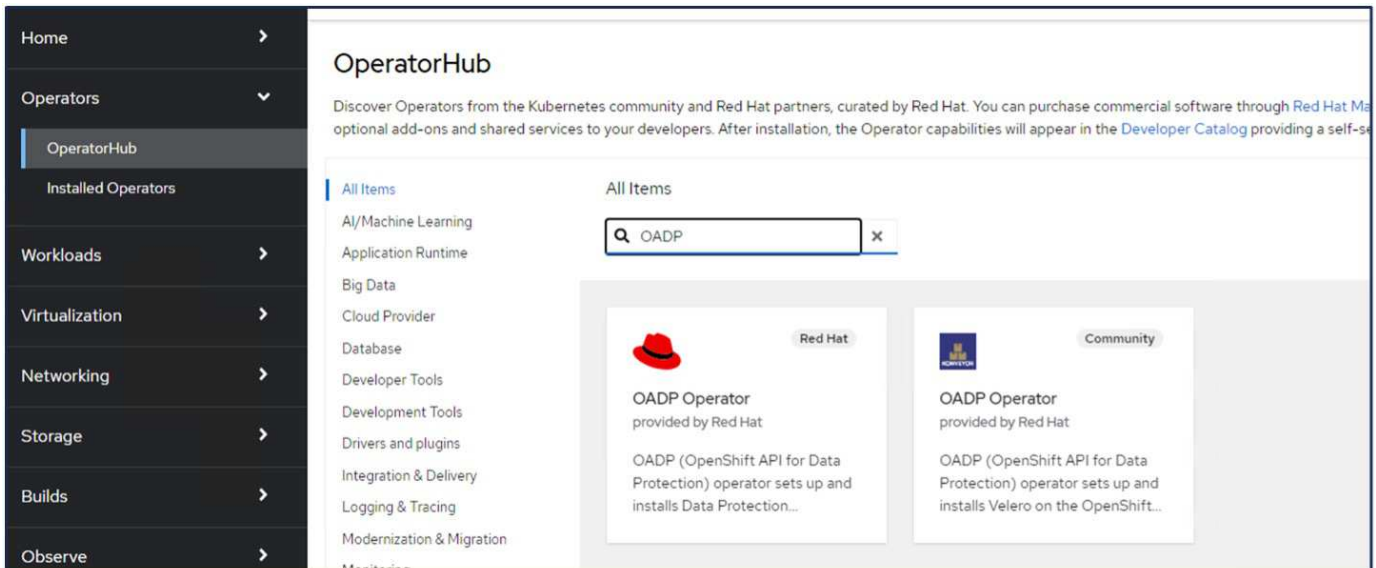 Home
Operators
OperatorHub
Installed Operators
Workloads
Virtualization
Networking
Storage
Builds
Observe
OperatorHub
Discover Operators from the Kubernetes community and Red Hat partners, curated by Red Hat. You can purchase commercial software through Red Hat Ma
optional add-ons and shared services to your developers. After installation, the Operator capabilities will appear in the Developer Catalog providing a self-se
All Items
AI/Machine Learning
Application Runtime
Big Data
Cloud Provider
Database
Developer Tools
Development Tools
Drivers and plugins
Integration & Delivery
Logging & Tracing
Modernization & Migration
Monitoring
All Items
OADP
Red Hat
OADP Operator
provided by Red Hat
OADP (OpenShift API for Data
Protection) operator sets up and
installs Data Protection...
KONVEYOR
Community
OADP Operator
provided by Red Hat
OADP (OpenShift API for Data
Protection) operator sets up and
installs Velero on the OpenShift...